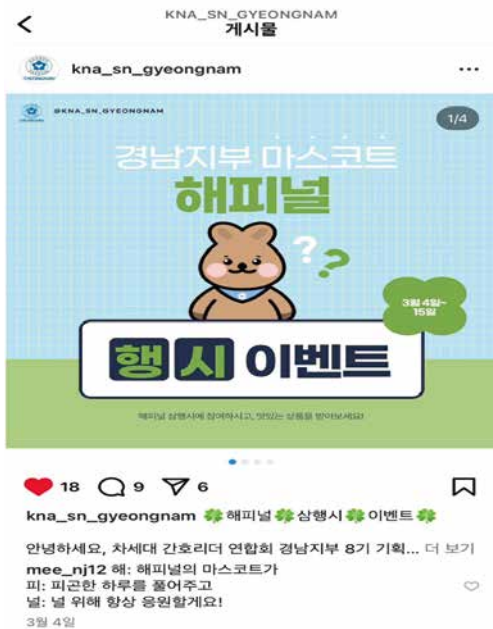 KNA_SN_GYEONGNAM
게시물
kna_sn_gyeongnam
@KNA_SN_GYEONGNAM
1/4
경남지부 마스코트
해피널
??
3월 4일~
15일
행시 이벤트
해피널 삼행시에 참여하시고, 맛있는 상품을 받아보세요!
18 9 6
kna_sn_gyeongnam 🍀해피널🍀삼행시🍀이벤트🍀
안녕하세요, 차세대 간호리더 연합회 경남지부 8기 기획... 더 보기
mee_nj12 해: 해피널의 마스코트가
피: 피곤한 하루를 풀어주고
널: 널 위해 항상 응원할게요!
3월 4일